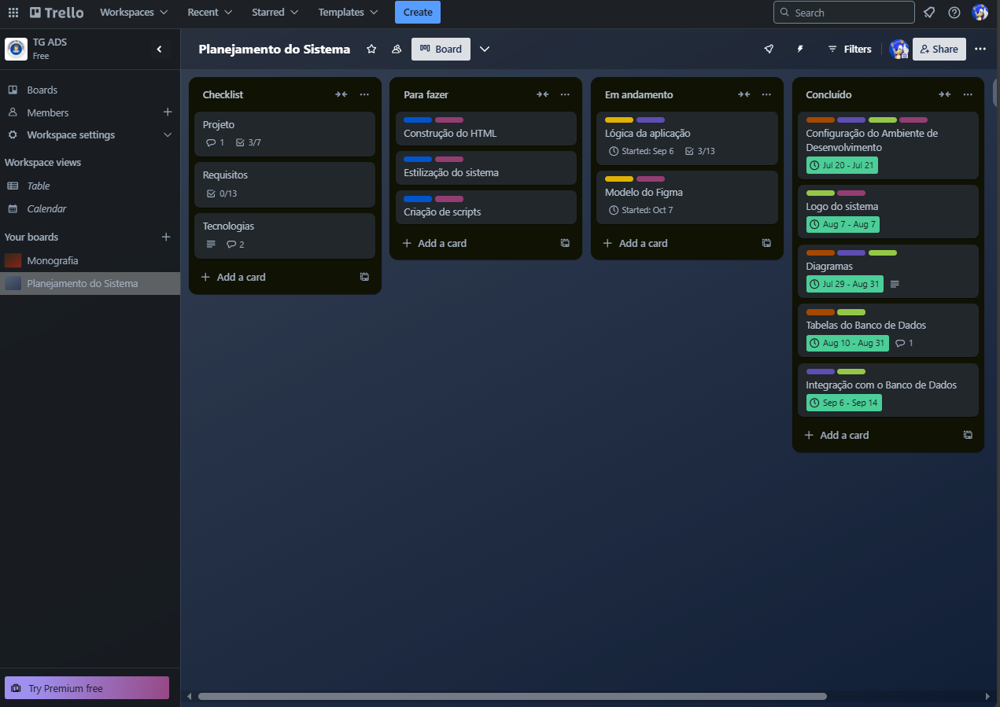 Trello Workspaces Recent Starred Templates Create Search
TG ADS
Free
Planejamento do Sistema Board Filters Share
Boards
Members
Workspace settings
Workspace views
Table
Calendar
Your boards
Monografia
Planejamento do Sistema
Try Premium free
Checklist
Projeto
1 3/7
Requisitos
0/13
Tecnologias
2
Add a card
Para fazer
Construção do HTML
Estilização do sistema
Criação de scripts
Add a card
Em andamento
Lógica da aplicação
Started: Sep 6 3/13
Modelo do Figma
Started: Oct 7
Add a card
Concluído
Configuração do Ambiente de
Desenvolvimento
Jul 20 - Jul 21
Logo do sistema
Aug 7 - Aug 7
Diagramas
Jul 29 - Aug 31
Tabelas do Banco de Dados
Aug 10 - Aug 31 1
Integração com o Banco de Dados
Sep 6 - Sep 14
Add a card